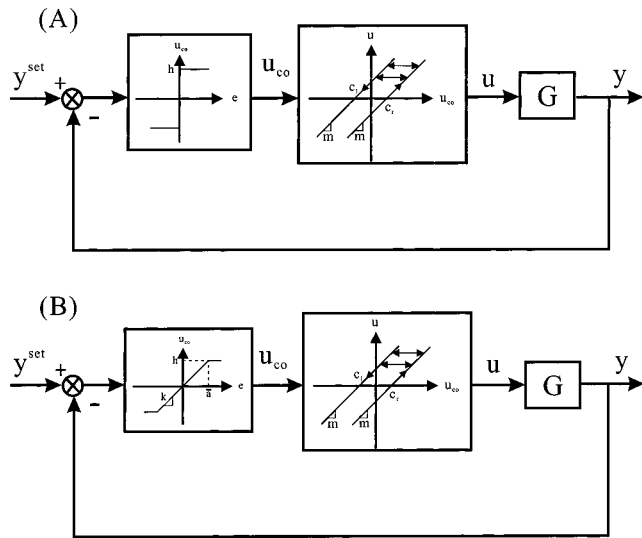 (A)
u_co
h
e
y^set
+
-
u_co
u
c_l
c_r
u_co
m
m
u
G
y
(B)
u_co
h
k
ā
e
y^set
+
-
u_co
u
c_l
c_r
u_co
m
m
u
G
y